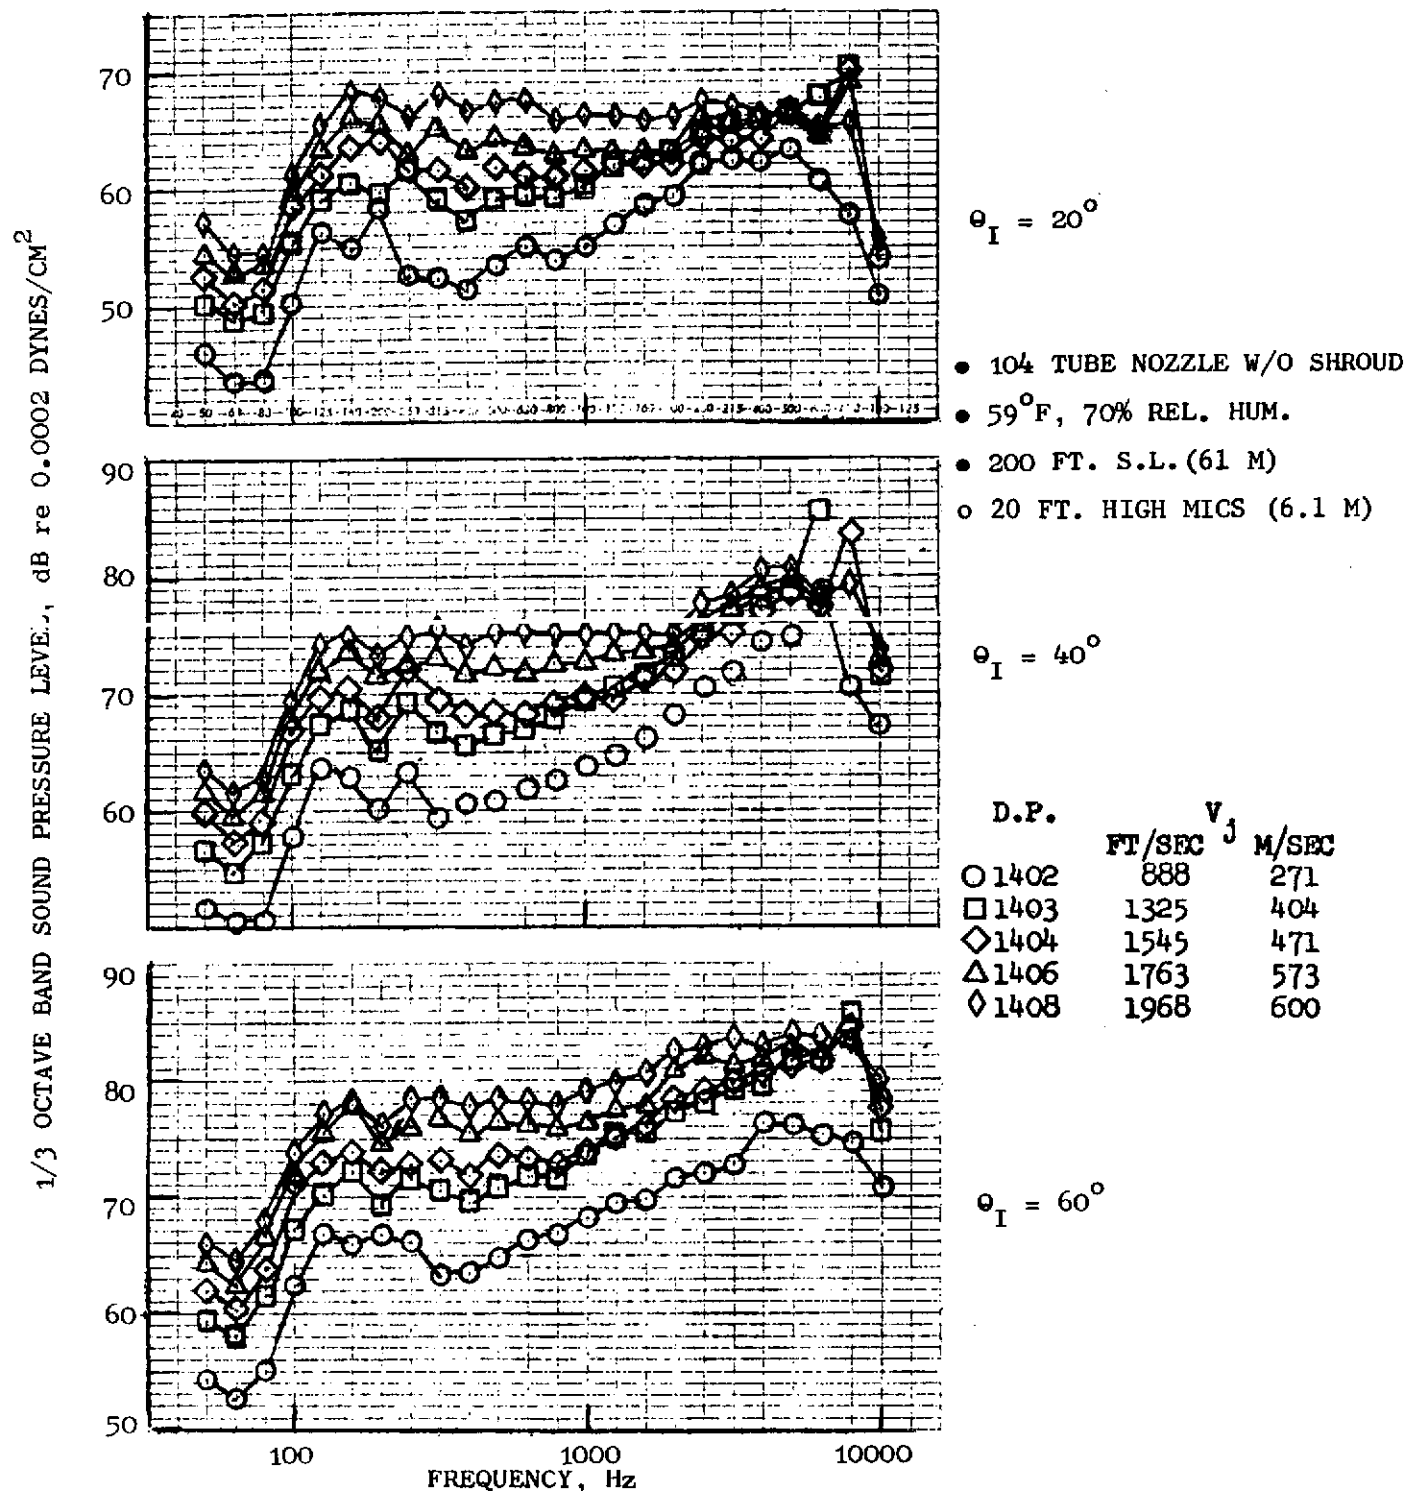 1/3 OCTAVE BAND SOUND PRESSURE LEVEL, dB re 0.0002 DYNES/CM²
70
60
50
θI = 20°
● 104 TUBE NOZZLE W/O SHROUD
● 59°F, 70% REL. HUM.
● 200 FT. S.L.(61 M)
○ 20 FT. HIGH MICS (6.1 M)
90
80
70
60
θI = 40°
D.P. Vj
FT/SEC M/SEC
○ 1402 888 271
□ 1403 1325 404
◇ 1404 1545 471
△ 1406 1763 573
◊ 1408 1968 600
90
80
70
60
50
θI = 60°
100 1000 10000
FREQUENCY, Hz